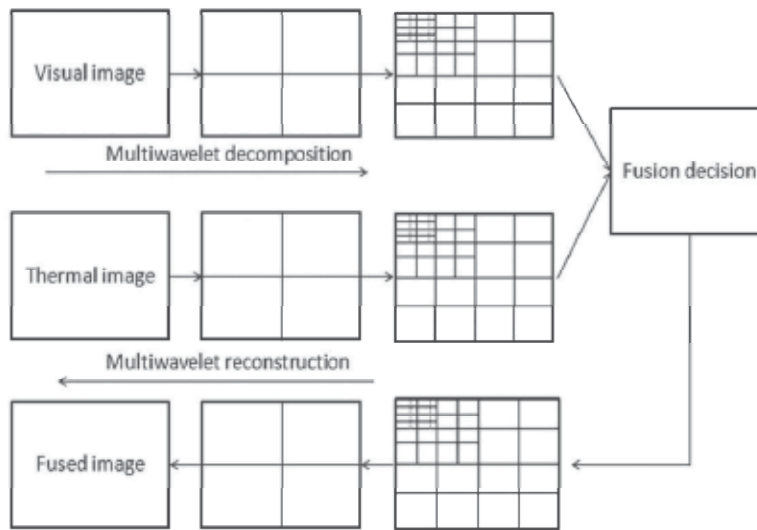 Visual image
Multiwavelet decomposition
Fusion decision
Thermal image
Multiwavelet reconstruction
Fused image